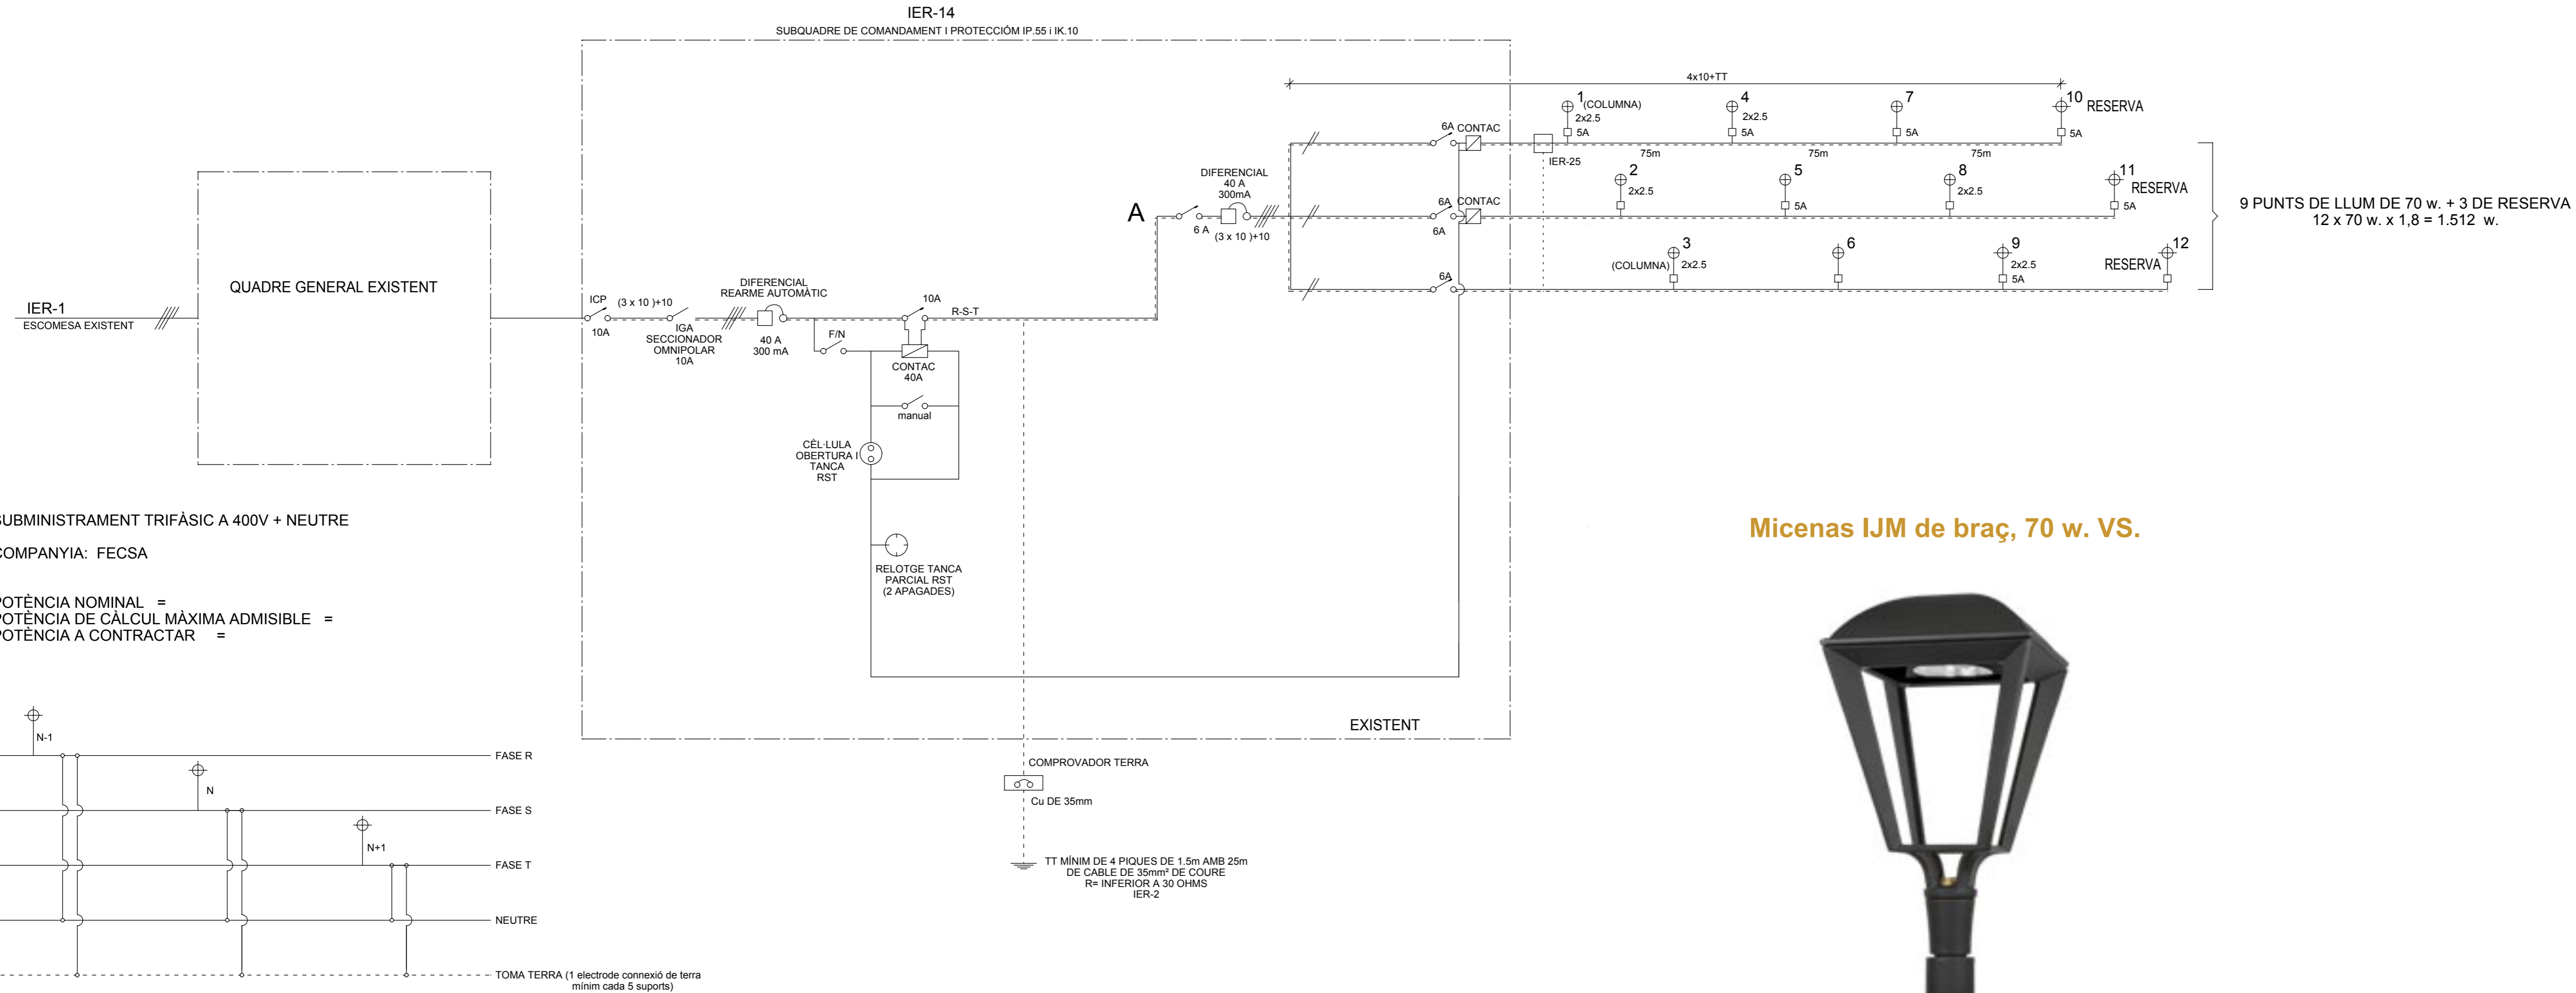 IER-14
SUBQUADRE DE COMANDAMENT I PROTECCIÓM IP.55 i IK.10
4x10+TT
1
(COLUMNA)
2x2.5
5A
4
2x2.5
5A
7
10
RESERVA
5A
6A
CONTAC
IER-25
75m
75m
75m
2
2x2.5
5
5A
8
2x2.5
11
RESERVA
5A
DIFERENCIAL
40 A
300mA
A
6 A
(3 x 10 )+10
6A
CONTAC
6A
9 PUNTS DE LLUM DE 70 w. + 3 DE RESERVA
12 x 70 w. x 1,8 = 1.512 w.
3
(COLUMNA)
2x2.5
6
9
2x2.5
5A
12
RESERVA
6A
QUADRE GENERAL EXISTENT
IER-1
ESCOMESA EXISTENT
ICP
10A
(3 x 10 )+10
IGA
SECCIONADOR
OMNIPOLAR
10A
DIFERENCIAL
REARME AUTOMÀTIC
40 A
300 mA
F/N
10A
R-S-T
CONTAC
40A
manual
CÈL·LULA
OBERTURA I
TANCA
RST
RELOTGE TANCA
PARCIAL RST
(2 APAGADES)
SUBMINISTRAMENT TRIFÀSIC A 400V + NEUTRE
COMPANYIA: FECSA
POTÈNCIA NOMINAL =
POTÈNCIA DE CÀLCUL MÀXIMA ADMISIBLE =
POTÈNCIA A CONTRACTAR =
Micenas IJM de braç, 70 w. VS.
EXISTENT
COMPROVADOR TERRA
Cu DE 35mm
TT MÍNIM DE 4 PIQUES DE 1.5m AMB 25m
DE CABLE DE 35mm² DE COURE
R= INFERIOR A 30 OHMS
IER-2
N-1
FASE R
N
FASE S
N+1
FASE T
NEUTRE
TOMA TERRA (1 electrode connexió de terra
mínim cada 5 suports)